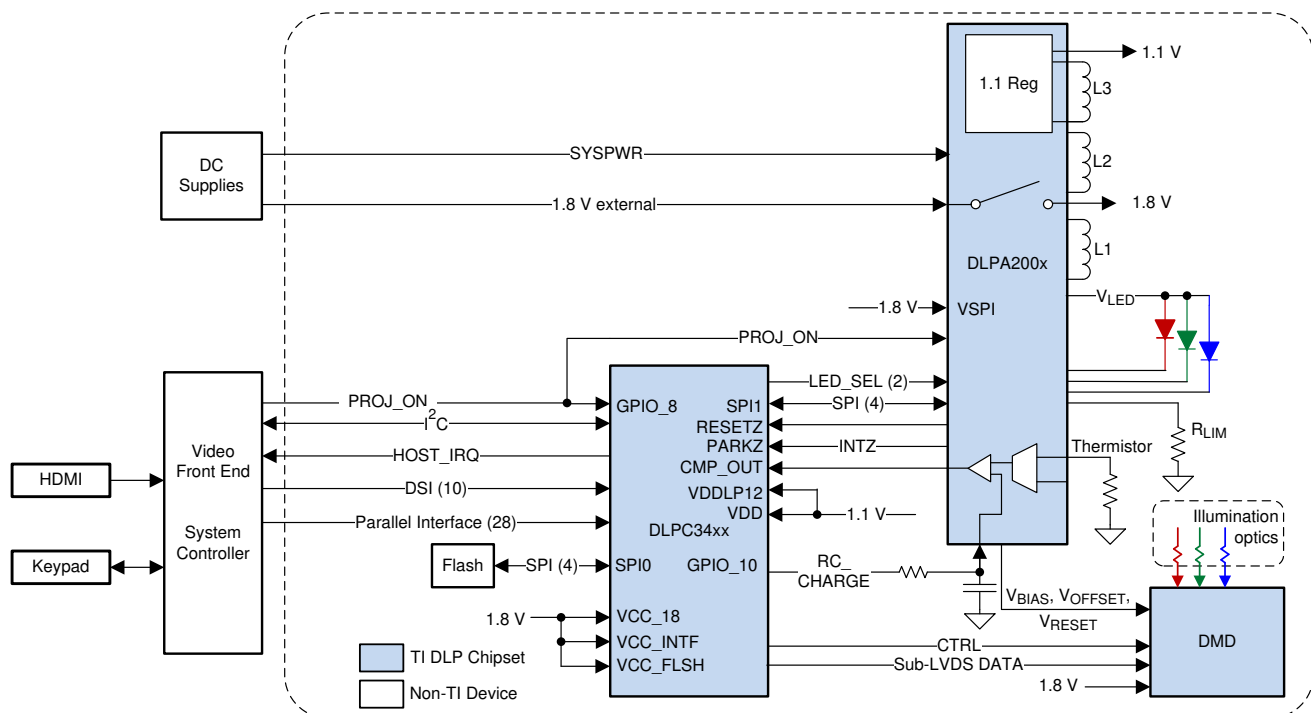 1.1 V
1.1 Reg
L3
DC
Supplies
SYSPWR
L2
1.8 V external
1.8 V
L1
DLPA200x
VLED
1.8 V
VSPI
PROJ_ON
LED_SEL (2)
PROJ_ON
GPIO_8
SPI1
SPI (4)
I2C
RESETZ
RLIM
Video
Front End
PARKZ
INTZ
Thermistor
HOST_IRQ
CMP_OUT
HDMI
DSI (10)
VDDLP12
VDD
1.1 V
Parallel Interface (28)
System
Controller
DLPC34xx
Illumination
optics
Keypad
Flash
SPI (4)
SPI0
GPIO_10
RC_
CHARGE
VBIAS, VOFFSET,
VRESET
1.8 V
VCC_18
VCC_INTF
VCC_FLSH
CTRL
DMD
Sub-LVDS DATA
1.8 V
TI DLP Chipset
Non-TI Device